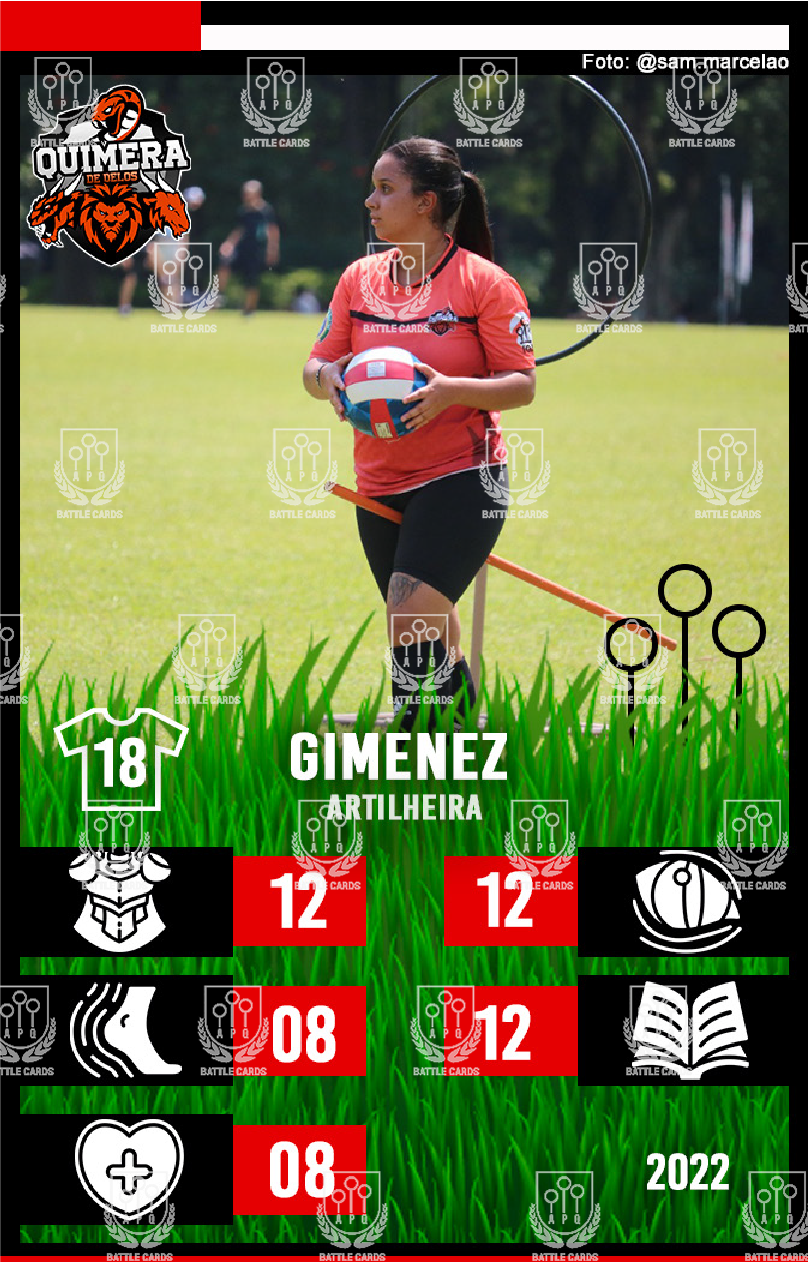 Foto: @sam.marcelao
QUIMERA
DE DELOS
18
GIMENEZ
ARTILHEIRA
12
12
08
12
08
2022
APQ
BATTLE CARDS